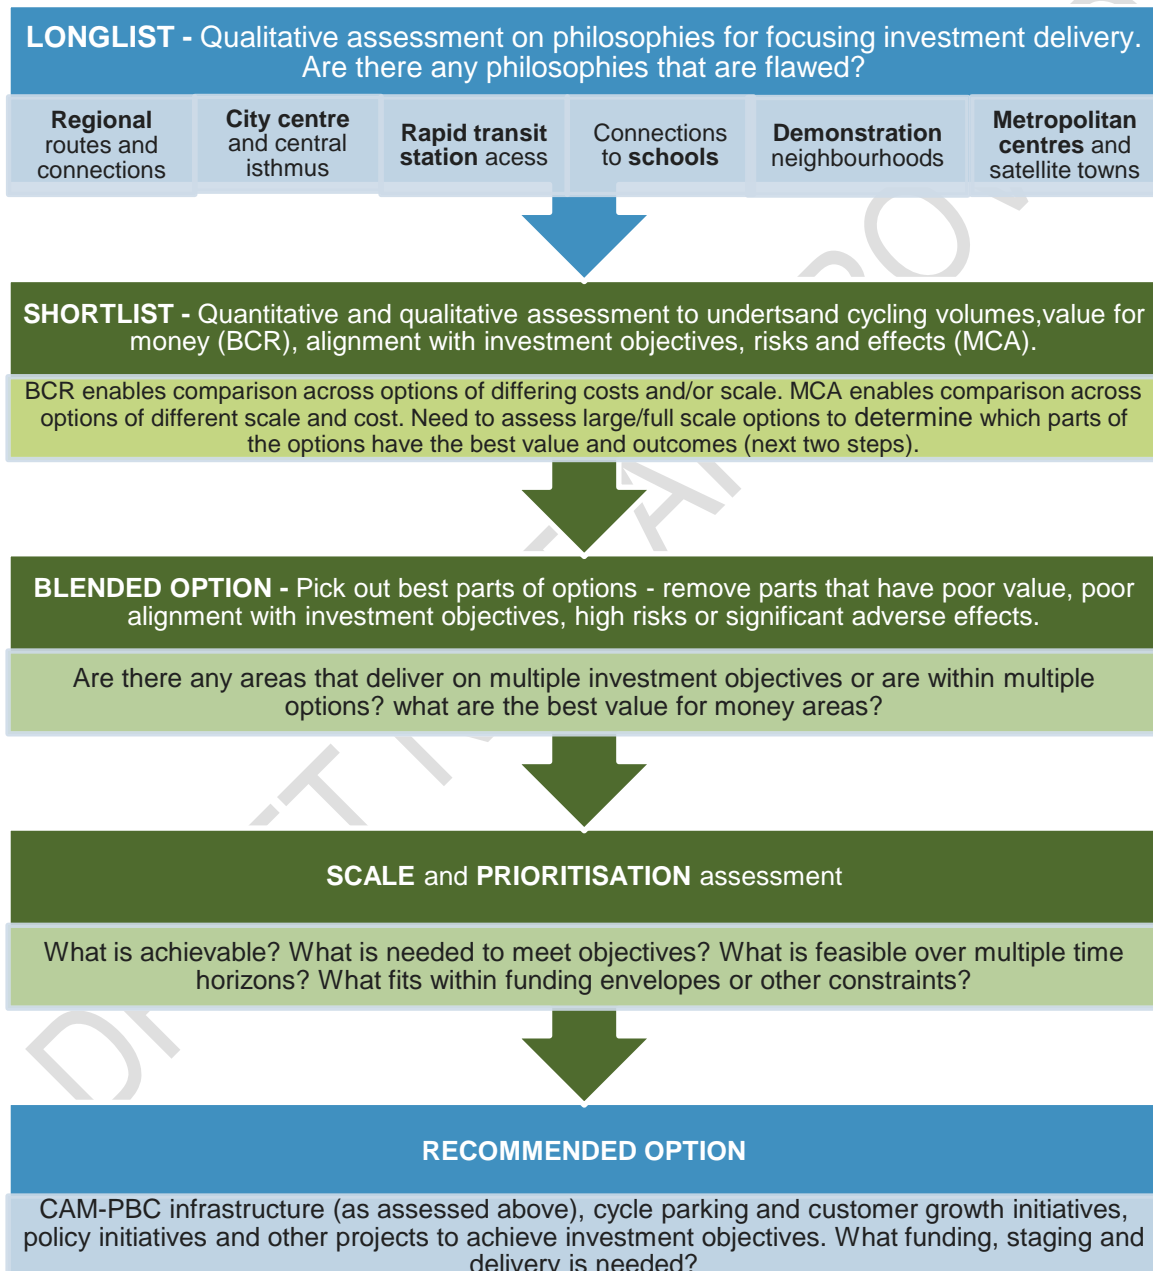 LONGLIST - Qualitative assessment on philosophies for focusing investment delivery.
Are there any philosophies that are flawed?
Regional
routes and
connections
City centre
and central
isthmus
Rapid transit
station acess
Connections
to schools
Demonstration
neighbourhoods
Metropolitan
centres and
satellite towns
SHORTLIST - Quantitative and qualitative assessment to undertsand cycling volumes,value for
money (BCR), alignment with investment objectives, risks and effects (MCA).
BCR enables comparison across options of differing costs and/or scale. MCA enables comparison across
options of different scale and cost. Need to assess large/full scale options to determine which parts of
the options have the best value and outcomes (next two steps).
BLENDED OPTION - Pick out best parts of options - remove parts that have poor value, poor
alignment with investment objectives, high risks or significant adverse effects.
Are there any areas that deliver on multiple investment objectives or are within multiple
options? what are the best value for money areas?
SCALE and PRIORITISATION assessment
What is achievable? What is needed to meet objectives? What is feasible over multiple time
horizons? What fits within funding envelopes or other constraints?
RECOMMENDED OPTION
CAM-PBC infrastructure (as assessed above), cycle parking and customer growth initiatives,
policy initiatives and other projects to achieve investment objectives. What funding, staging and
delivery is needed?